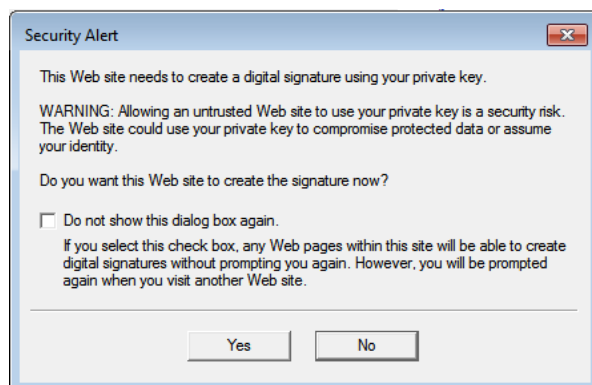 Security Alert
This Web site needs to create a digital signature using your private key.
WARNING: Allowing an untrusted Web site to use your private key is a security risk.
The Web site could use your private key to compromise protected data or assume
your identity.
Do you want this Web site to create the signature now?
Do not show this dialog box again.
If you select this check box, any Web pages within this site will be able to create
digital signatures without prompting you again. However, you will be prompted
again when you visit another Web site.
Yes No